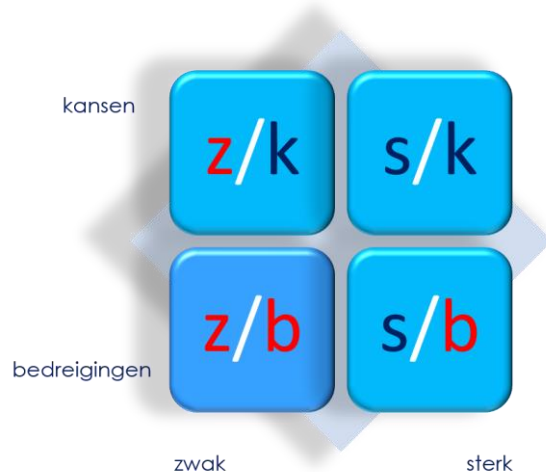 kansen
z/k s/k
z/b s/b
bedreigingen
zwak sterk